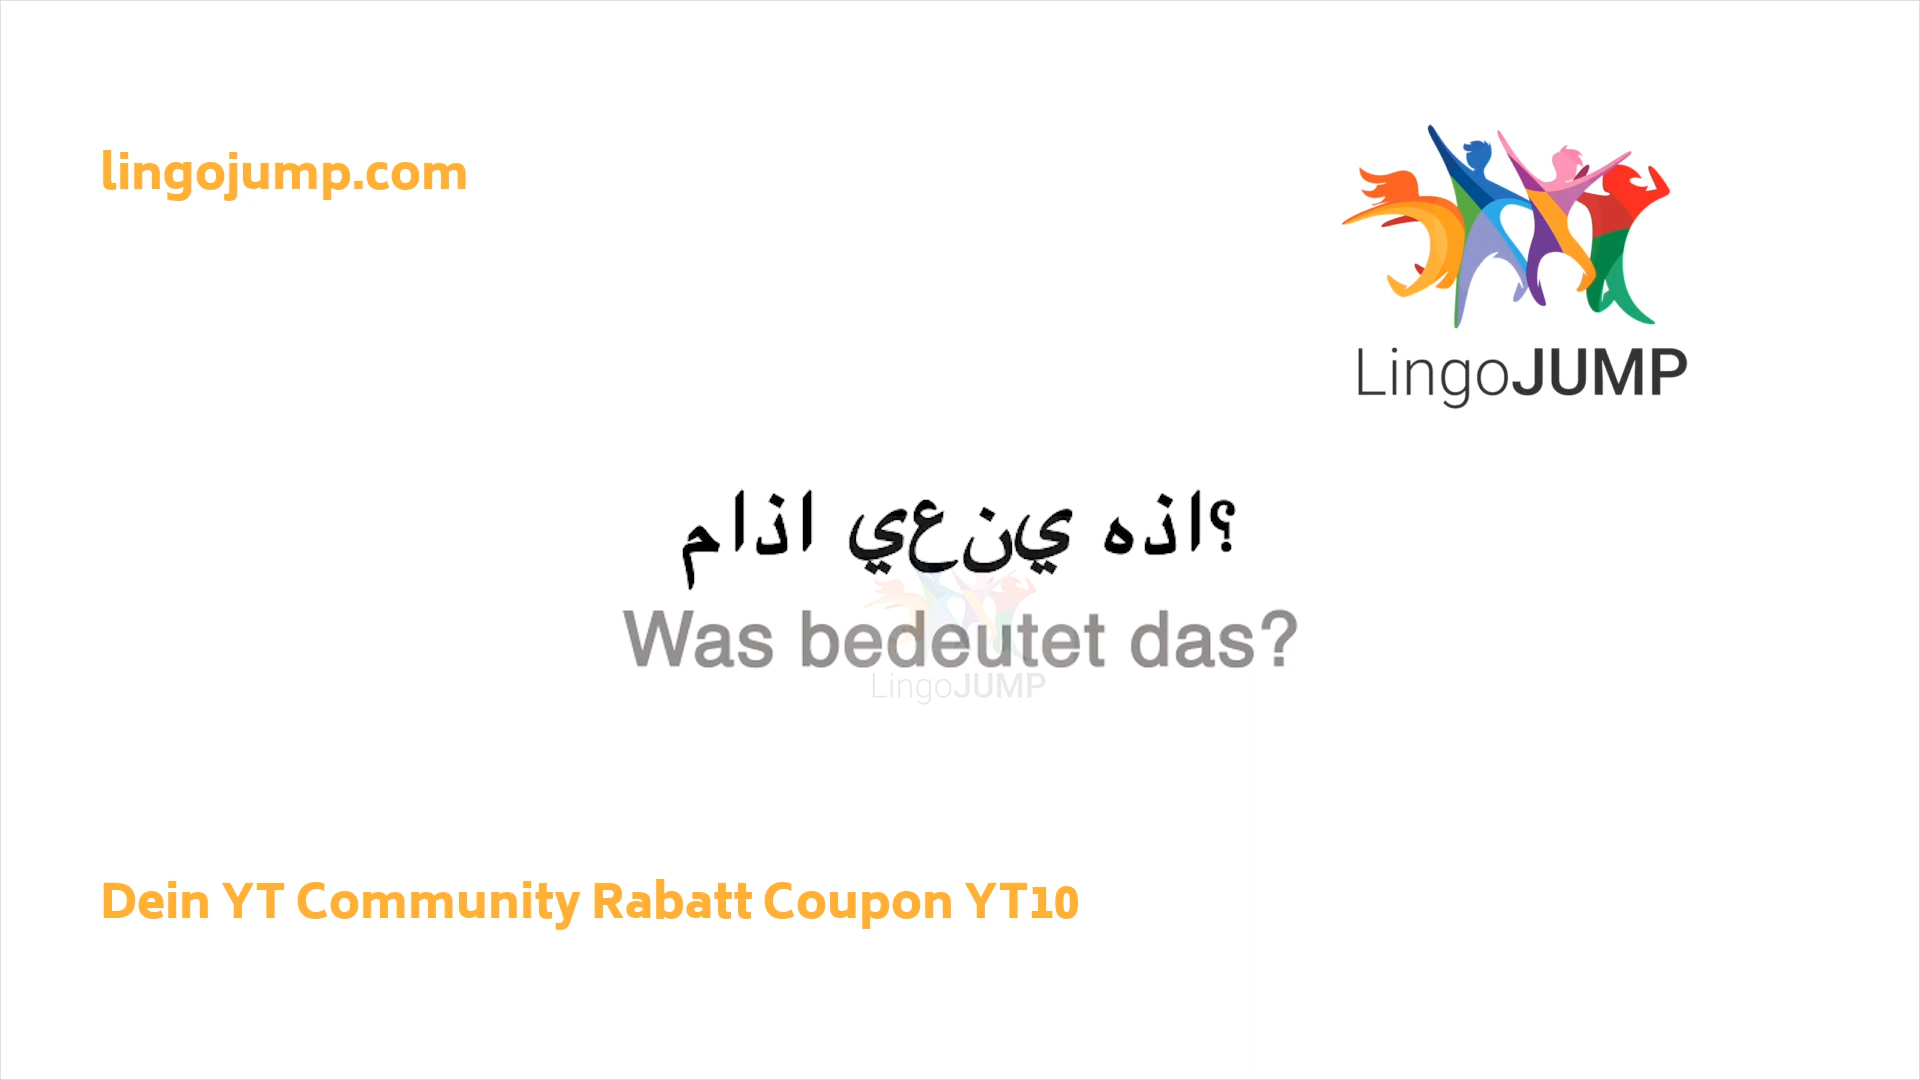 lingojump.com
LingoJUMP
ماذا يعني هذا؟
Was bedeutet das?
LingoJUMP
Dein YT Community Rabatt Coupon YT10